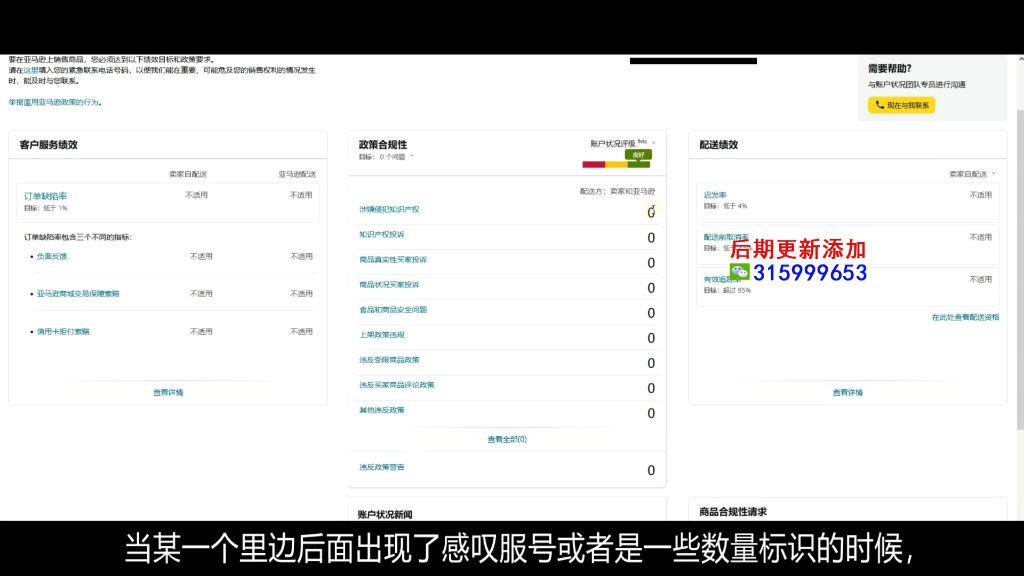 要在亚马逊上销售商品，您必须达到以下绩效目标和政策要求。
请在这里填入您的紧急联系电话号码，以便我们能在重要、可能危及您的销售权利的情况发生
时，能及时与您联系。
举报滥用亚马逊政策的行为。
需要帮助?
与账户状况团队专员进行沟通
现在与我联系
客户服务绩效
卖家自配送 亚马逊配送
订单缺陷率 不适用 不适用
目标：低于 1%
订单缺陷率包含三个不同的指标：
• 负面反馈 不适用 不适用
• 亚马逊商城交易保障索赔 不适用 不适用
• 信用卡拒付索赔 不适用 不适用
查看详情
政策合规性
目标：0 个问题
账户状况评级 Beta
良好
配送方：卖家和亚马逊
涉嫌侵犯知识产权 0
知识产权投诉 0
商品真实性买家投诉 0
商品状况买家投诉 0
食品和商品安全问题 0
上架政策违规 0
违反受限商品政策 0
违反买家商品评论政策 0
其他违反政策 0
查看全部(0)
违反政策警告 0
账户状况新闻
配送绩效
卖家自配送
迟发率 不适用
目标：低于 4%
配送前取消率 不适用
目标：低于
有效追踪 不适用
目标：超过 95%
在此处查看配送资格
查看详情
商品合规性请求
后期更新添加
315999653
当某一个里边后面出现了感叹服号或者是一些数量标识的时候，